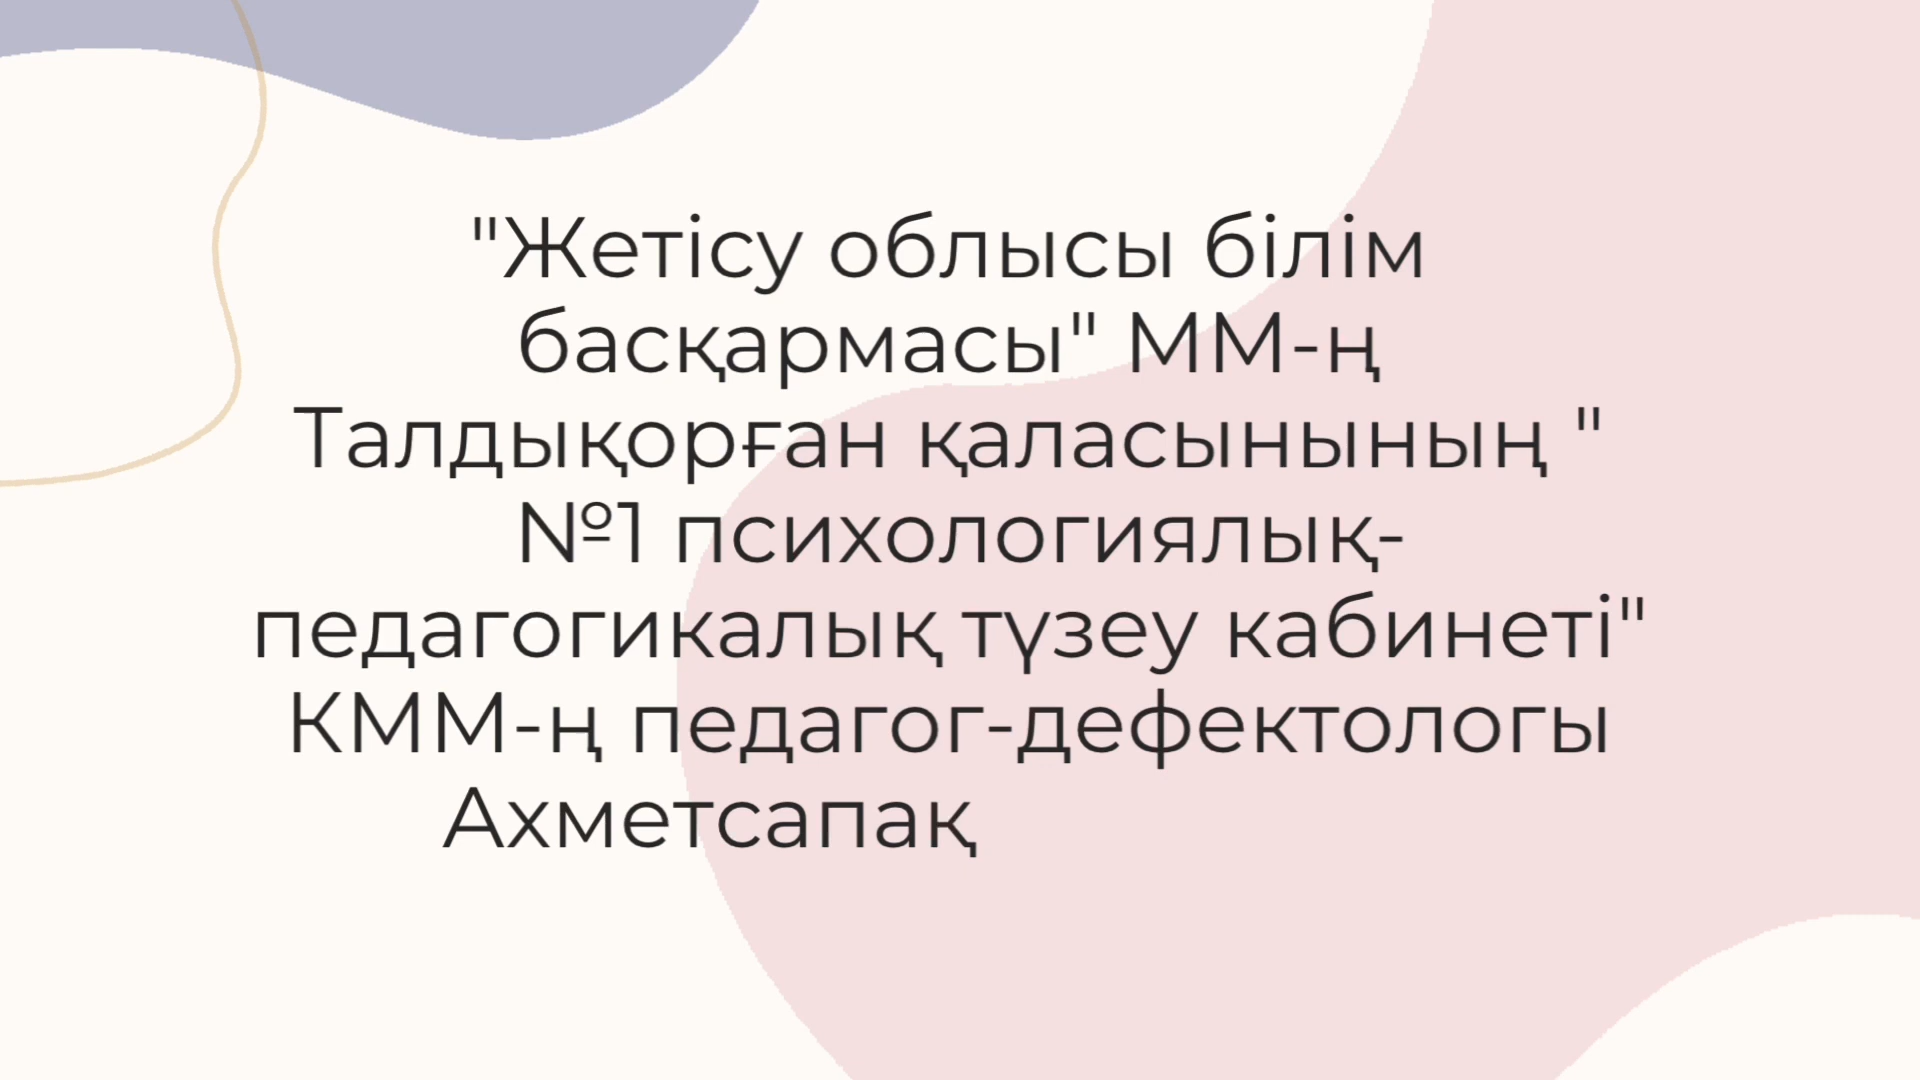 "Жетісу облысы білім
басқармасы" ММ-ң
Талдықорған қаласынының "
№1 психологиялық-
педагогикалық түзеу кабинеті"
КММ-ң педагог-дефектологы
Ахметсапақ